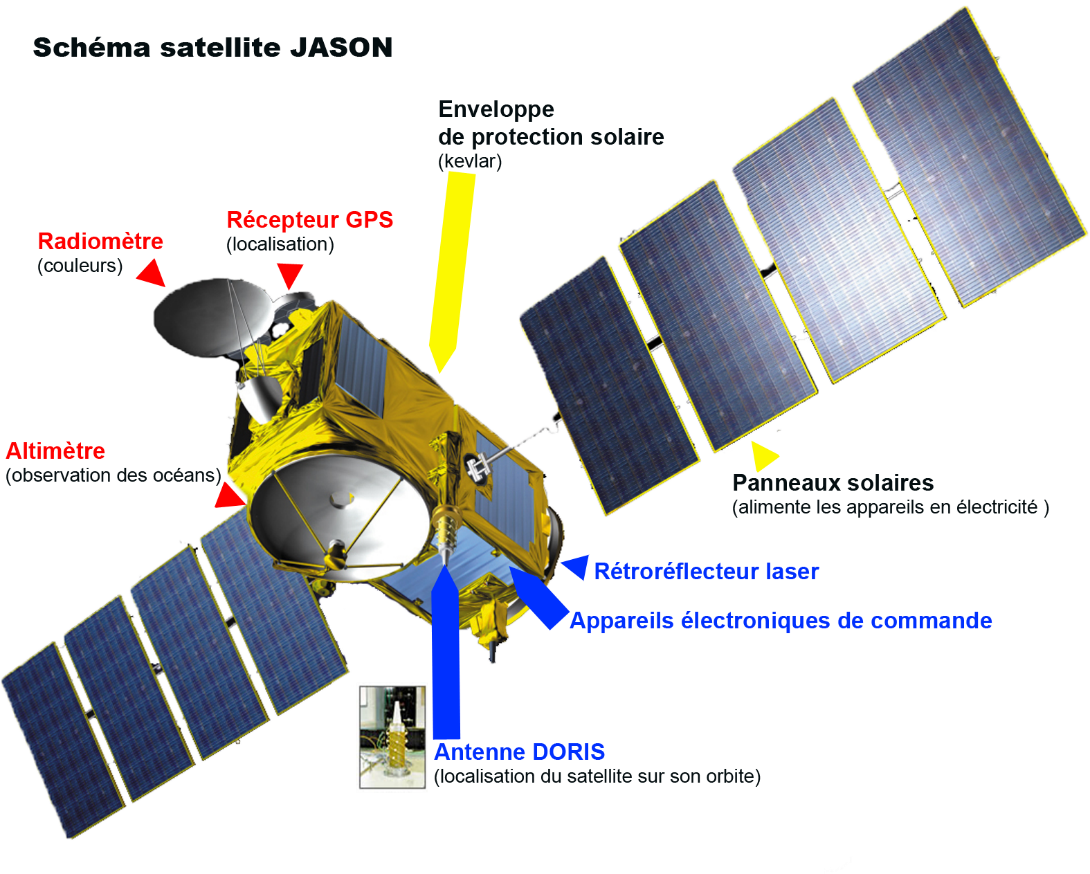 Schéma satellite JASON
Enveloppe
de protection solaire
(kevlar)
Récepteur GPS
(localisation)
Radiomètre
(couleurs)
Altimètre
(observation des océans)
Panneaux solaires
(alimente les appareils en électricité )
Rétroréflecteur laser
Appareils électroniques de commande
Antenne DORIS
(localisation du satellite sur son orbite)